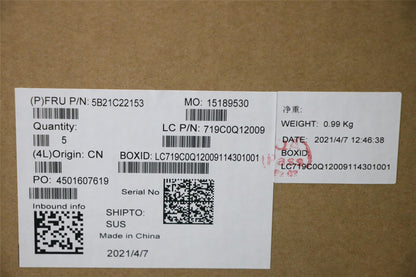 (P)FRU P/N: 5B21C22153
MO: 15189530
Quantity:
5
LC P/N: 719C0Q12009
(4L)Origin: CN
BOXID: LC719C0Q12009114301001
PO: 4501607619
Serial No
Inbound info
SHIPTO:
SUS
Made in China
2021/4/7
净重:
WEIGHT: 0.99 Kg
DATE: 2021/4/7 12:46:38
BOXID:
LC719C0Q12009114301001
Pass